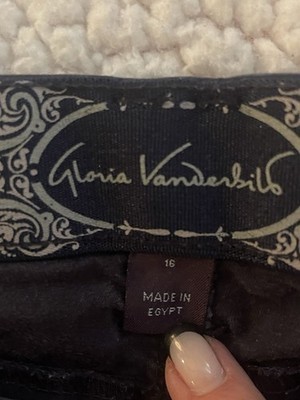 Gloria Vanderbilt
16
MADE IN
EGYPT